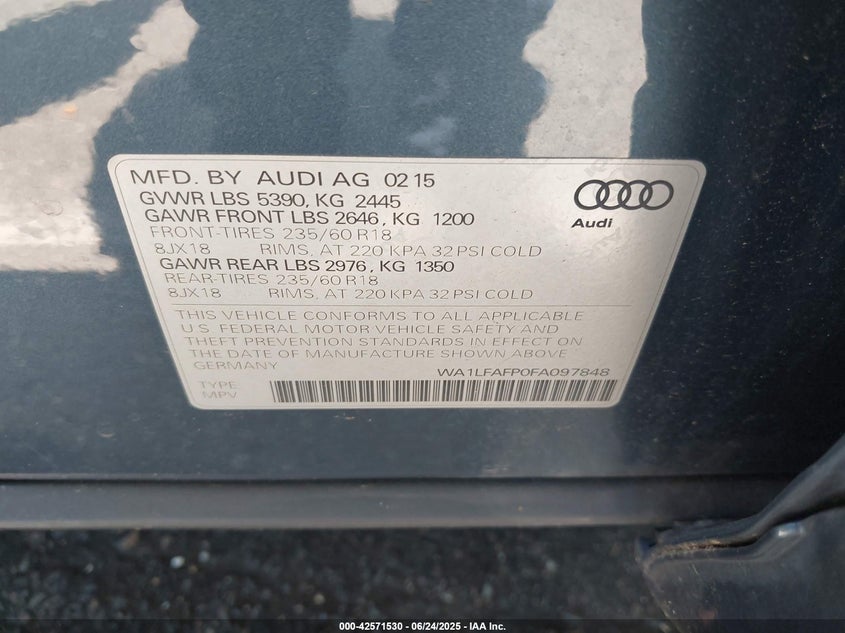 MFD. BY AUDI AG 02 15
GVWR LBS 5390, KG 2445
GAWR FRONT LBS 2646, KG 1200
FRONT-TIRES 235/60 R18
8JX18 RIMS, AT 220 KPA 32 PSI COLD
GAWR REAR LBS 2976, KG 1350
REAR-TIRES 235/60 R18
8JX18 RIMS, AT 220 KPA 32 PSI COLD
Audi
THIS VEHICLE CONFORMS TO ALL APPLICABLE
U.S. FEDERAL MOTOR VEHICLE SAFETY AND
THEFT PREVENTION STANDARDS IN EFFECT ON
THE DATE OF MANUFACTURE SHOWN ABOVE
GERMANY WA1LFAFP0FA097848
TYPE
MPV
000-42571530 - 06/24/2025 - IAA Inc.